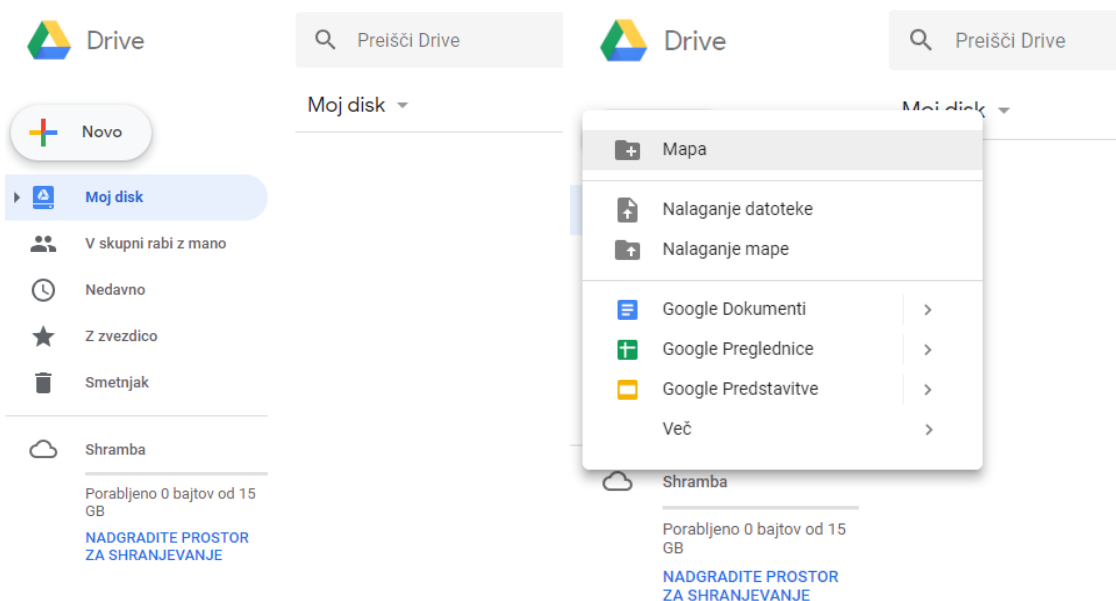 Drive
Preišči Drive
Moj disk
Novo
Moj disk
V skupni rabi z mano
Nedavno
Z zvezdico
Smetnjak
Shramba
Porabljeno 0 bajtov od 15
GB
NADGRADITE PROSTOR
ZA SHRANJEVANJE
Drive
Preišči Drive
Moj disk
Mapa
Nalaganje datoteke
Nalaganje mape
Google Dokumenti
Google Preglednice
Google Predstavitve
Več
Shramba
Porabljeno 0 bajtov od 15
GB
NADGRADITE PROSTOR
ZA SHRANJEVANJE